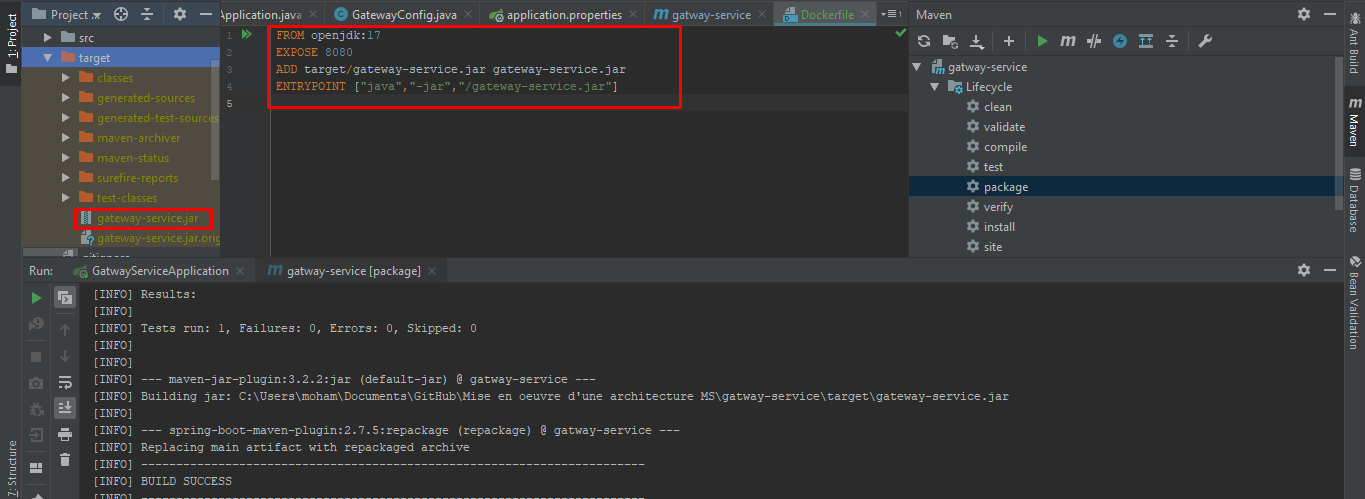 Project
Application.java
GatewayConfig.java
application.properties
gatway-service
Dockerfile
Maven
1: Project
src
target
classes
generated-sources
generated-test-sources
maven-archiver
maven-status
surefire-reports
test-classes
gateway-service.jar
gateway-service.jar.orig
.gitignore
1 FROM openjdk:17
2 EXPOSE 8080
3 ADD target/gateway-service.jar gateway-service.jar
4 ENTRYPOINT ["java","-jar","/gateway-service.jar"]
5
gatway-service
Lifecycle
clean
validate
compile
test
package
verify
install
site
Ant Build
Maven
Database
Bean Validation
Run:
GatwayServiceApplication
gatway-service [package]
[INFO] Results:
[INFO]
[INFO] Tests run: 1, Failures: 0, Errors: 0, Skipped: 0
[INFO]
[INFO]
[INFO] --- maven-jar-plugin:3.2.2:jar (default-jar) @ gatway-service ---
[INFO] Building jar: C:\Users\moham\Documents\GitHub\Mise en oeuvre d'une architecture MS\gatway-service\target\gateway-service.jar
[INFO]
[INFO] --- spring-boot-maven-plugin:2.7.5:repackage (repackage) @ gatway-service ---
[INFO] Replacing main artifact with repackaged archive
[INFO] ------------------------------------------------------------------------
[INFO] BUILD SUCCESS
[INFO] ------------------------------------------------------------------------
7: Structure